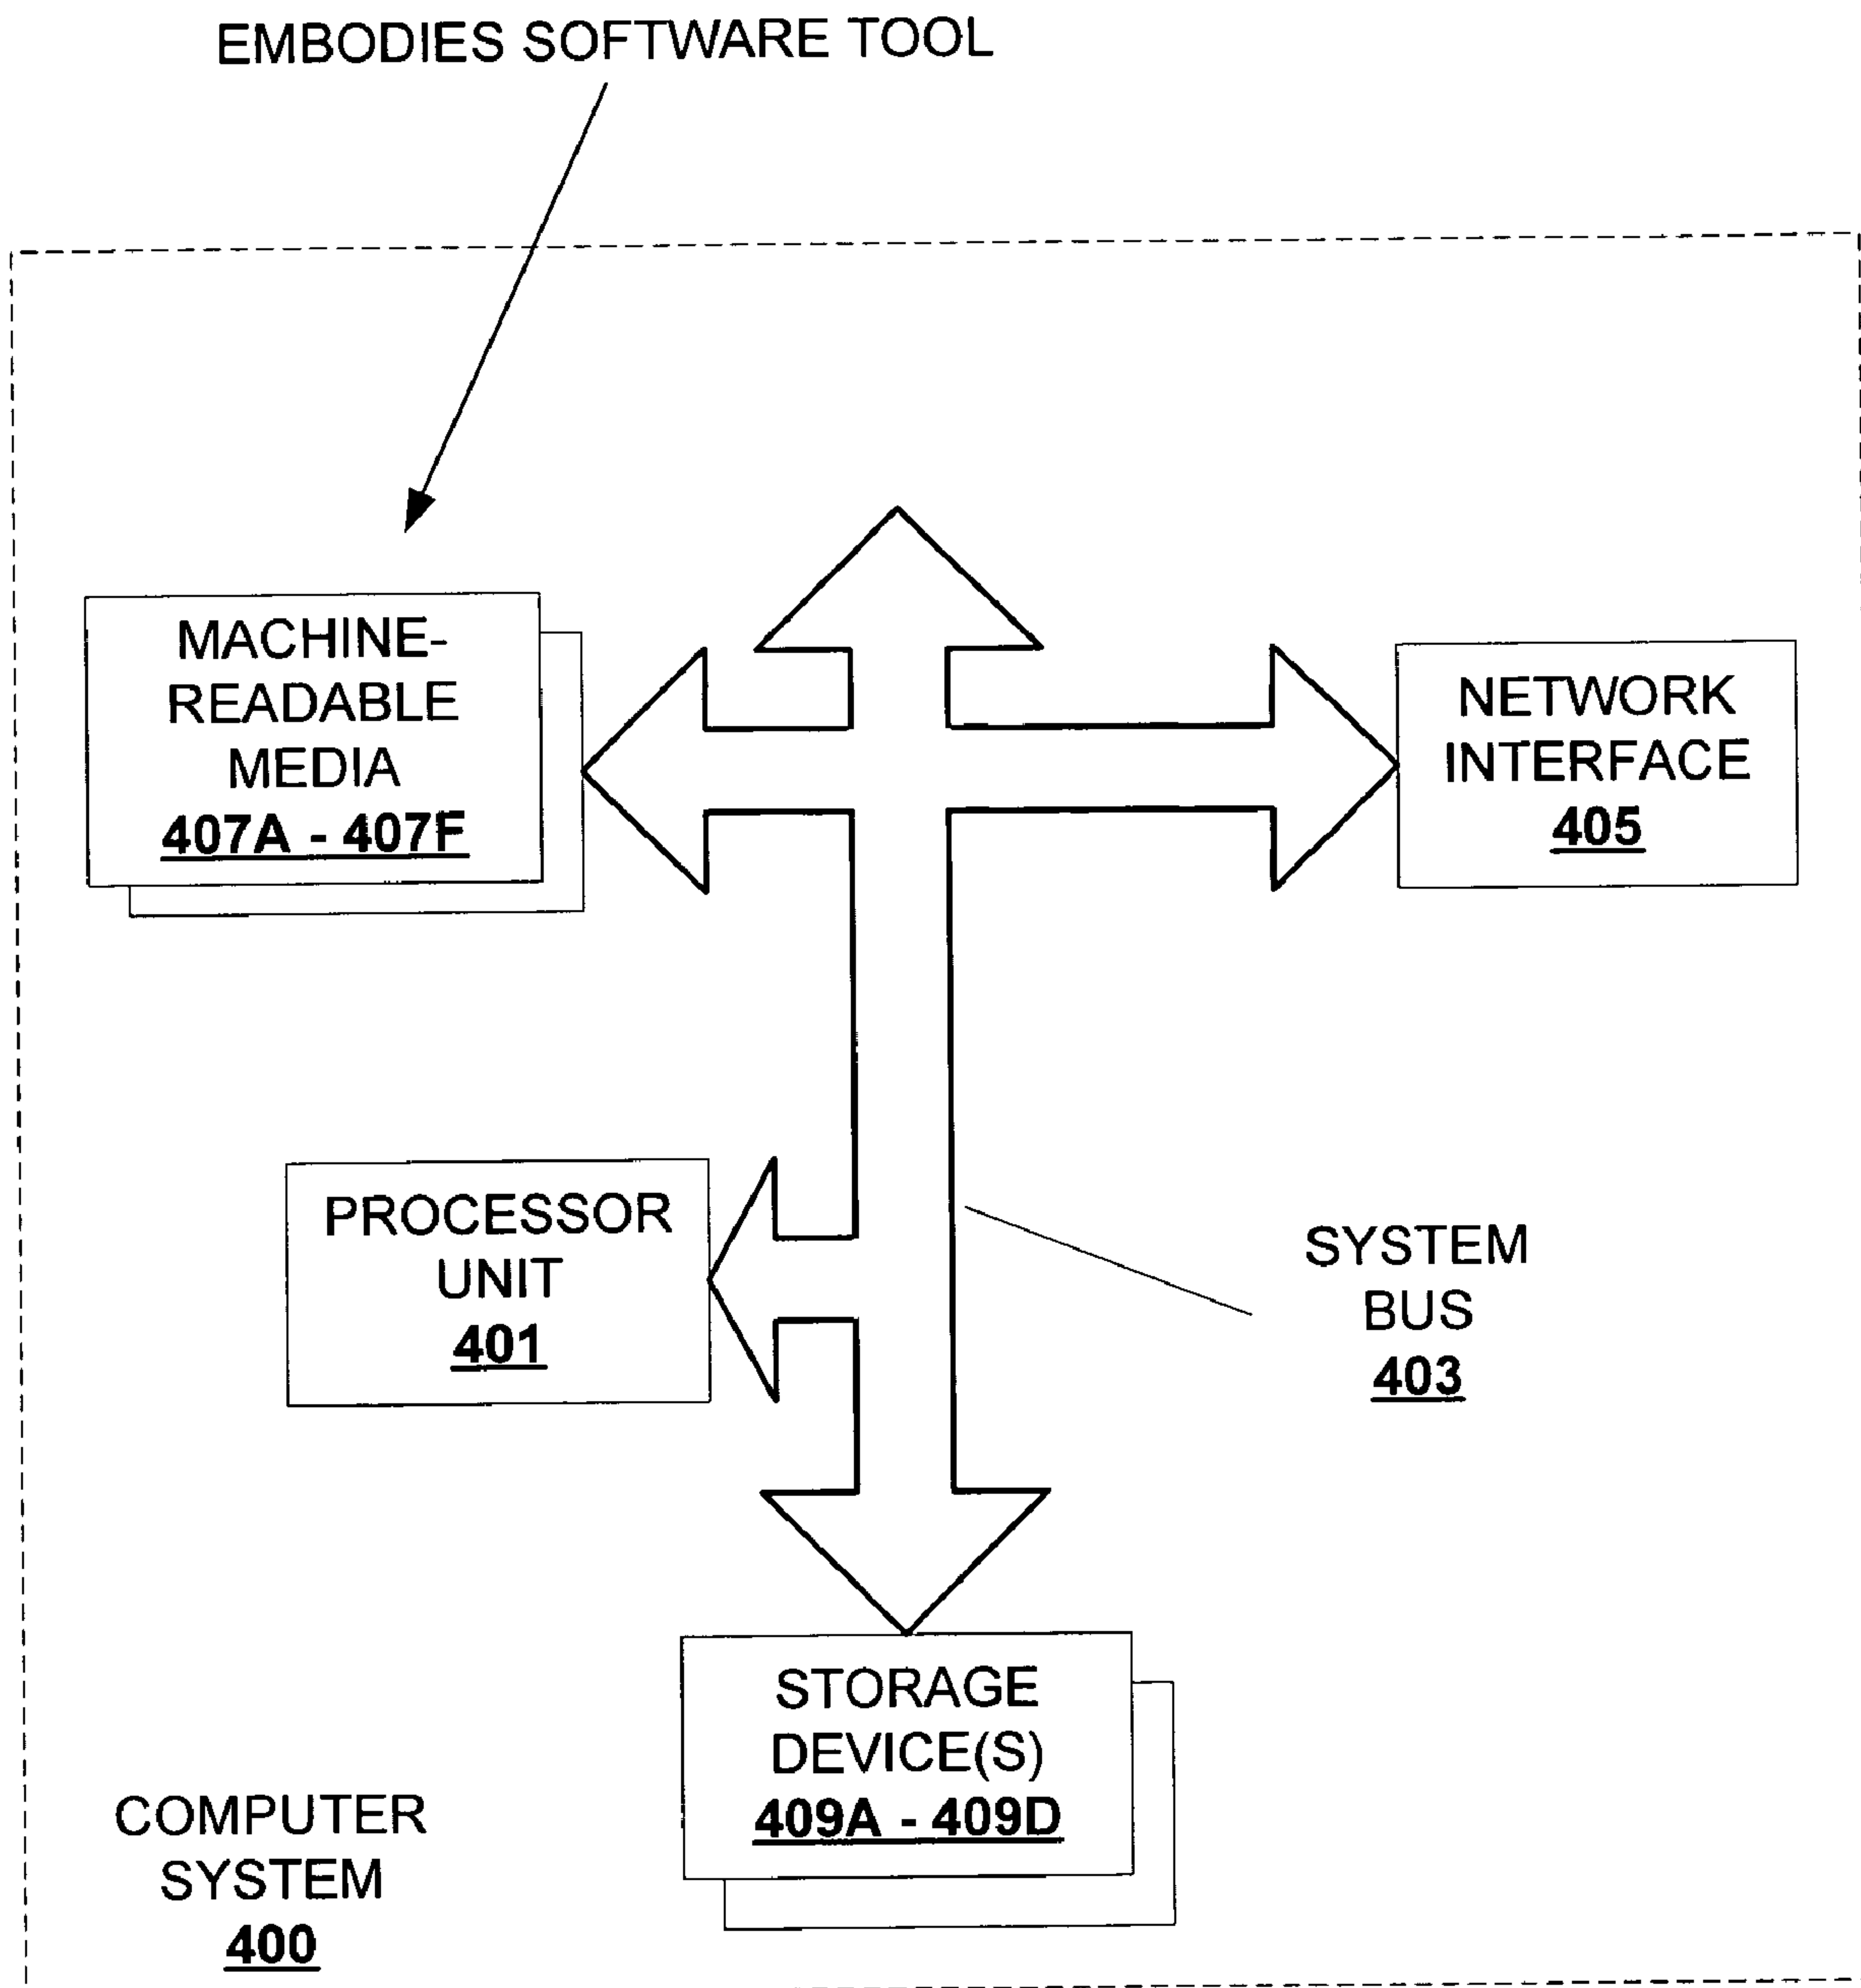 EMBODIES SOFTWARE TOOL
MACHINE-
READABLE
MEDIA
407A - 407F
NETWORK
INTERFACE
405
PROCESSOR
UNIT
401
SYSTEM
BUS
403
STORAGE
DEVICE(S)
409A - 409D
COMPUTER
SYSTEM
400